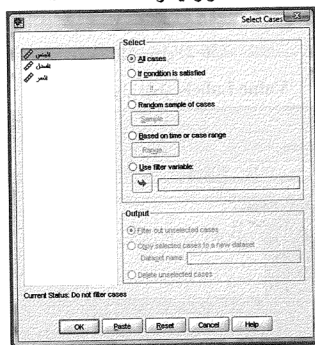 Select Cases
الجنس
المعدل
العمر
Select
All cases
If condition is satisfied
If...
Random sample of cases
Sample...
Based on time or case range
Range...
Use filter variable:
Output
Filter out unselected cases
Copy selected cases to a new dataset
Dataset name:
Delete unselected cases
Current Status: Do not filter cases
OK
Paste
Reset
Cancel
Help